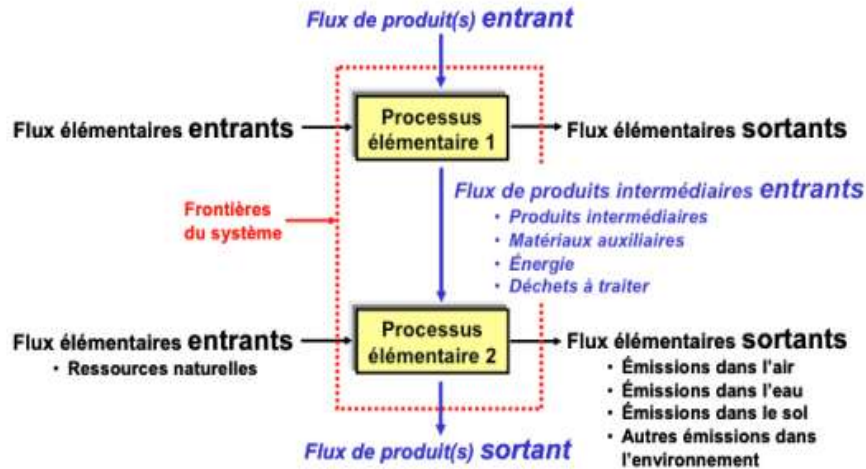 Flux de produit(s) entrant
Flux élémentaires entrants
Processus
élémentaire 1
Flux élémentaires sortants
Flux de produits intermédiaires entrants
• Produits intermédiaires
• Matériaux auxiliaires
• Énergie
• Déchets à traiter
Frontières
du système
Flux élémentaires entrants
• Ressources naturelles
Processus
élémentaire 2
Flux élémentaires sortants
• Émissions dans l'air
• Émissions dans l'eau
• Émissions dans le sol
• Autres émissions dans
l'environnement
Flux de produit(s) sortant